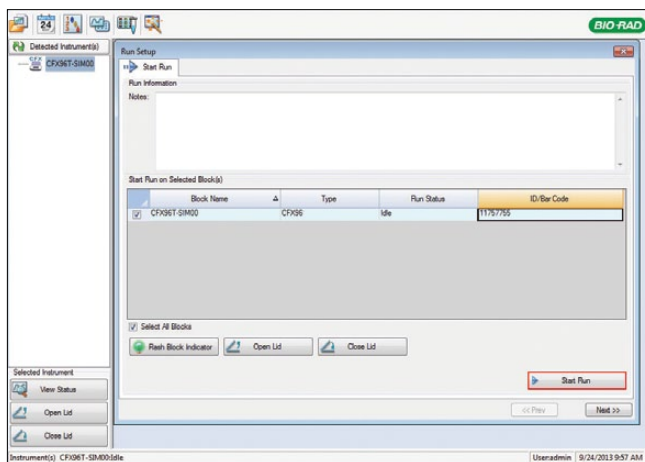 24
BIO-RAD
Detected Instrument(s)
CFX96T-SIM00
Run Setup
Start Run
Run Information
Notes:
Start Run on Selected Block(s)
Block Name Type Run Status ID/Bar Code
CFX96T-SIM00 CFX96 Idle 11757755
Select All Blocks
Flash Block Indicator Open Lid Close Lid
Start Run
<< Prev Next >>
Selected Instrument
View Status
Open Lid
Close Lid
Instrument(s) CFX96T-SIM00:Idle User:admin 9/24/2013 9:57 AM